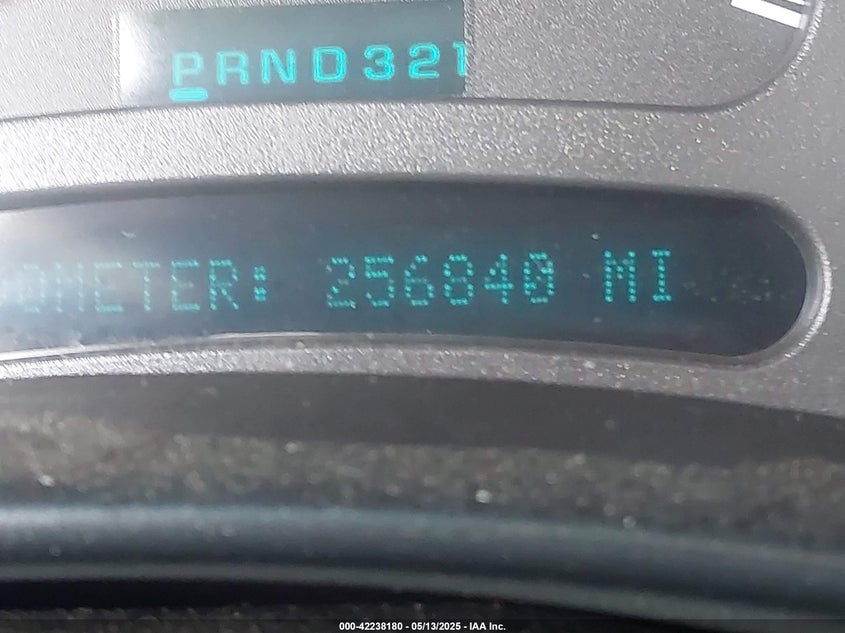 PRND321
OMETER: 256840 MI
000-42238180 - 05/13/2025 - IAA Inc.